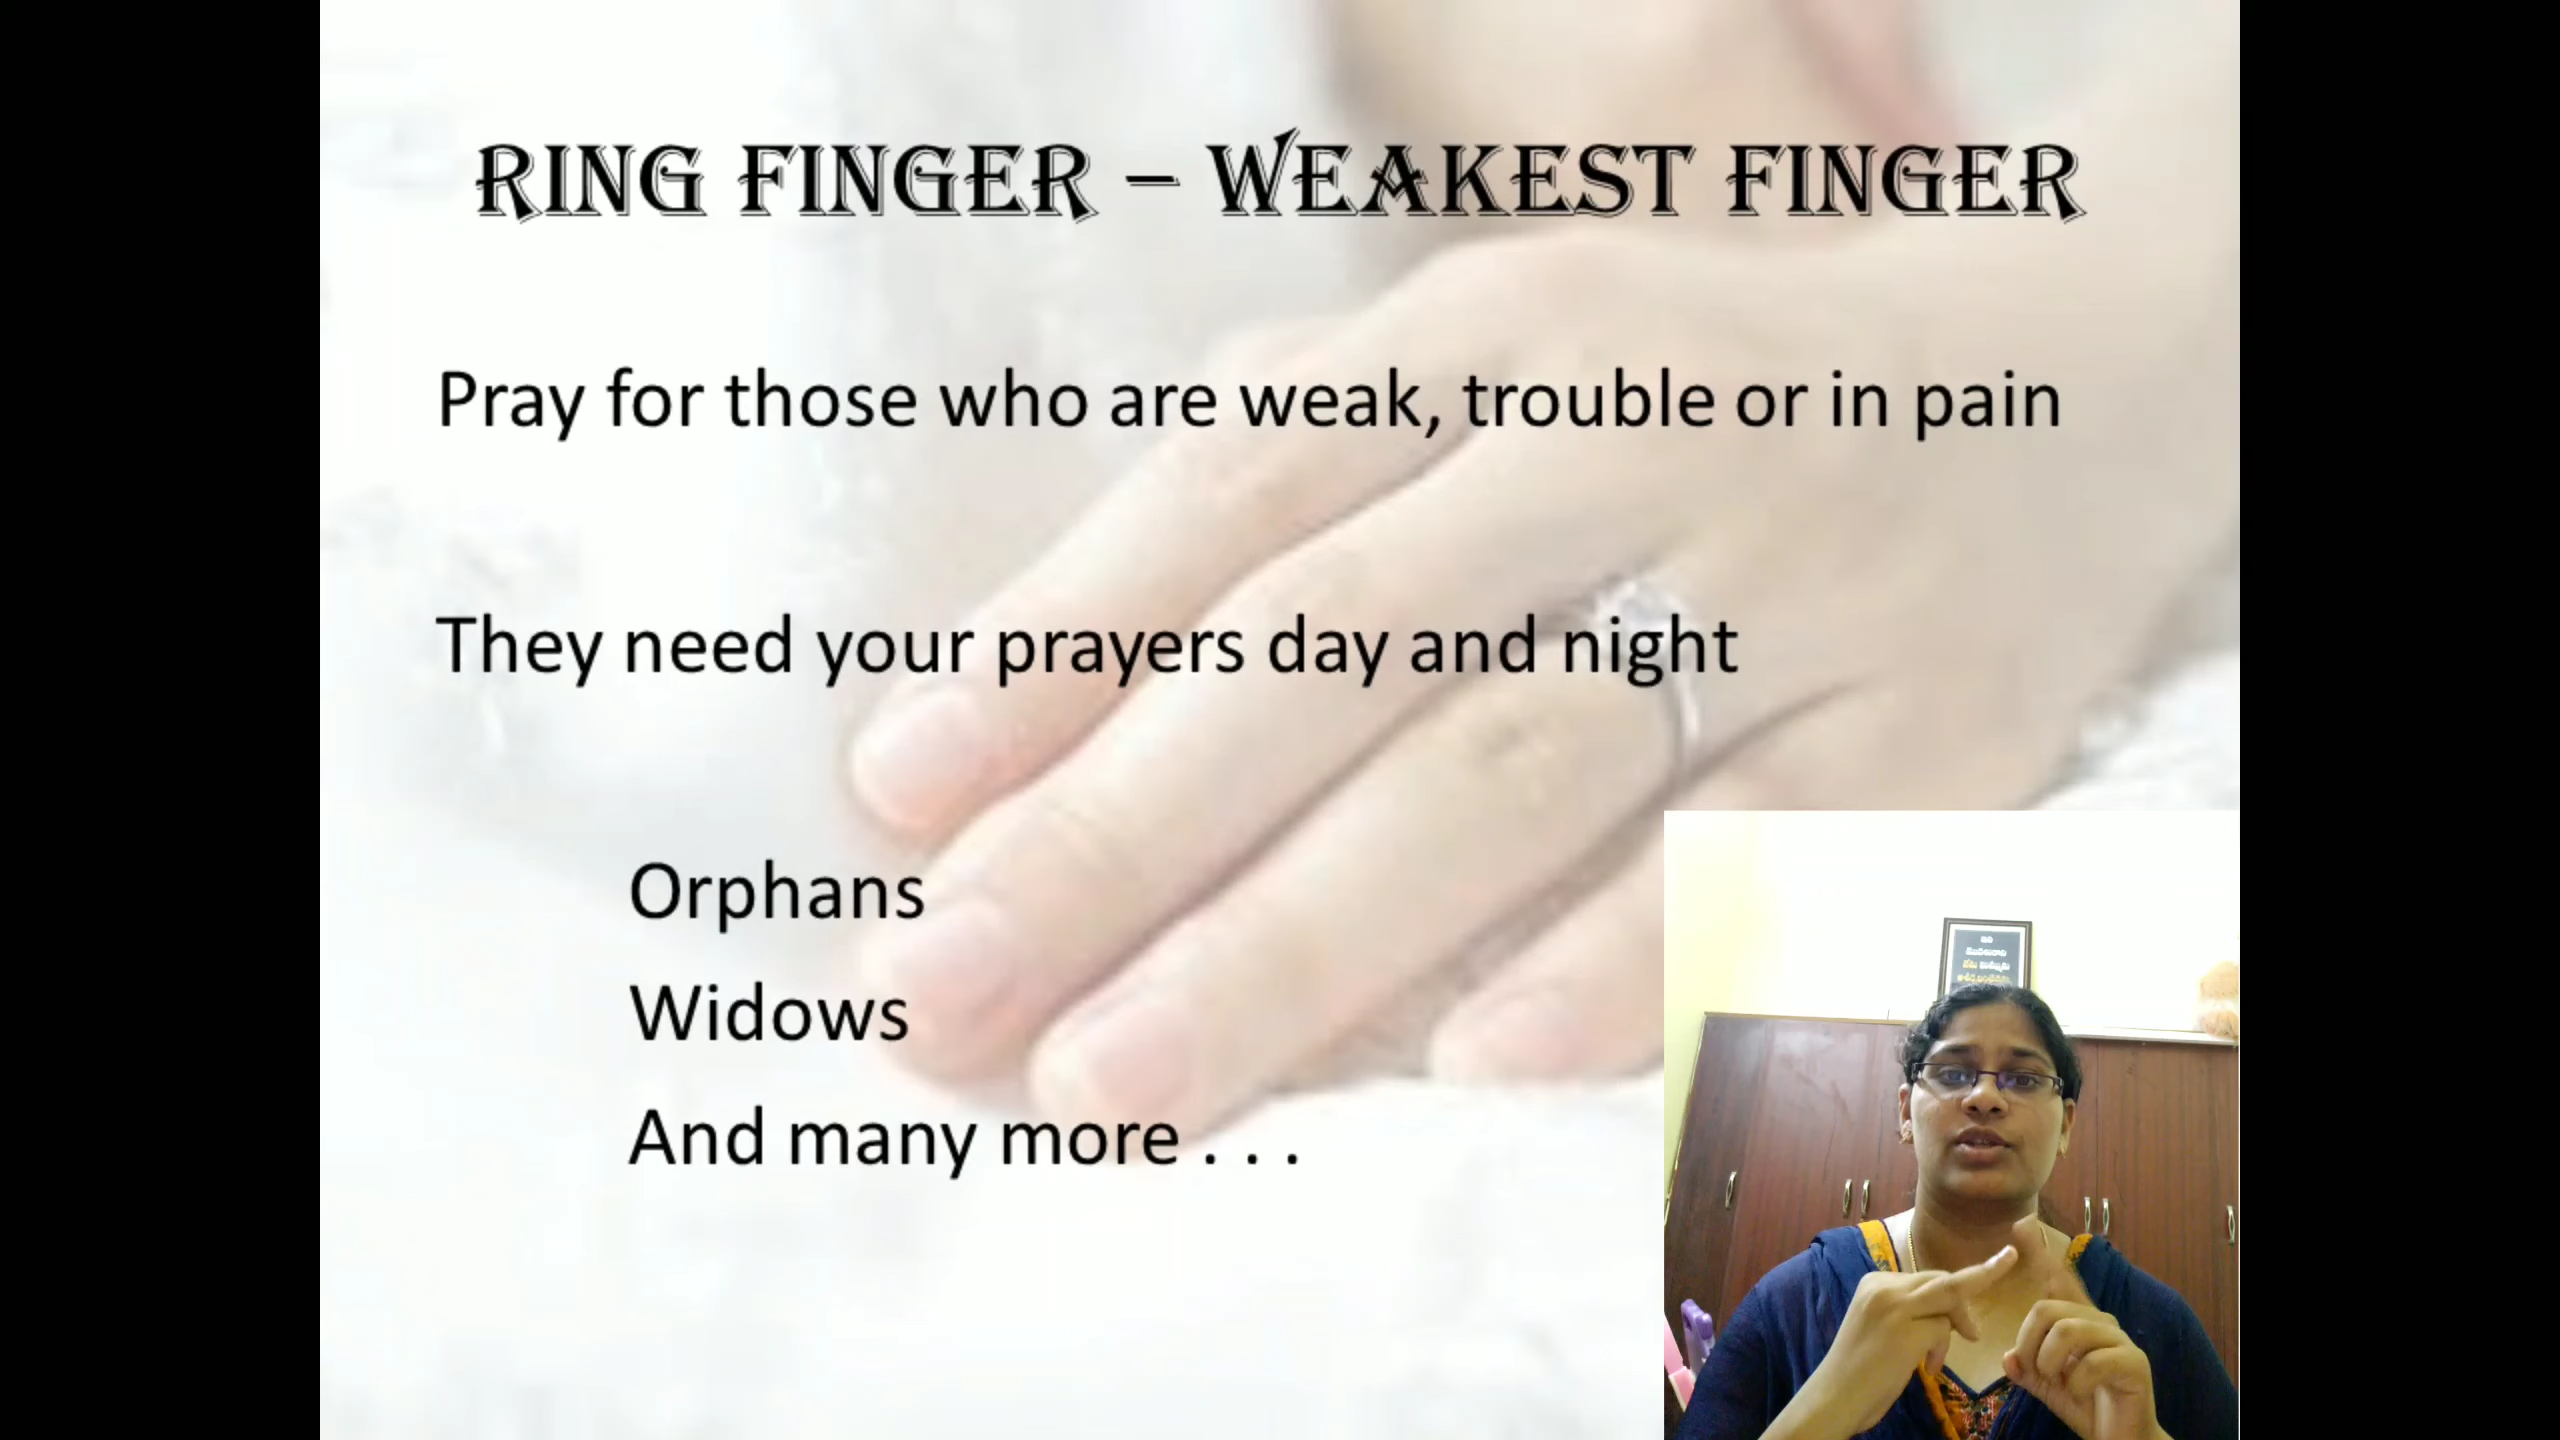 RING FINGER – WEAKEST FINGER
Pray for those who are weak, trouble or in pain
They need your prayers day and night
Orphans
Widows
And many more . . .